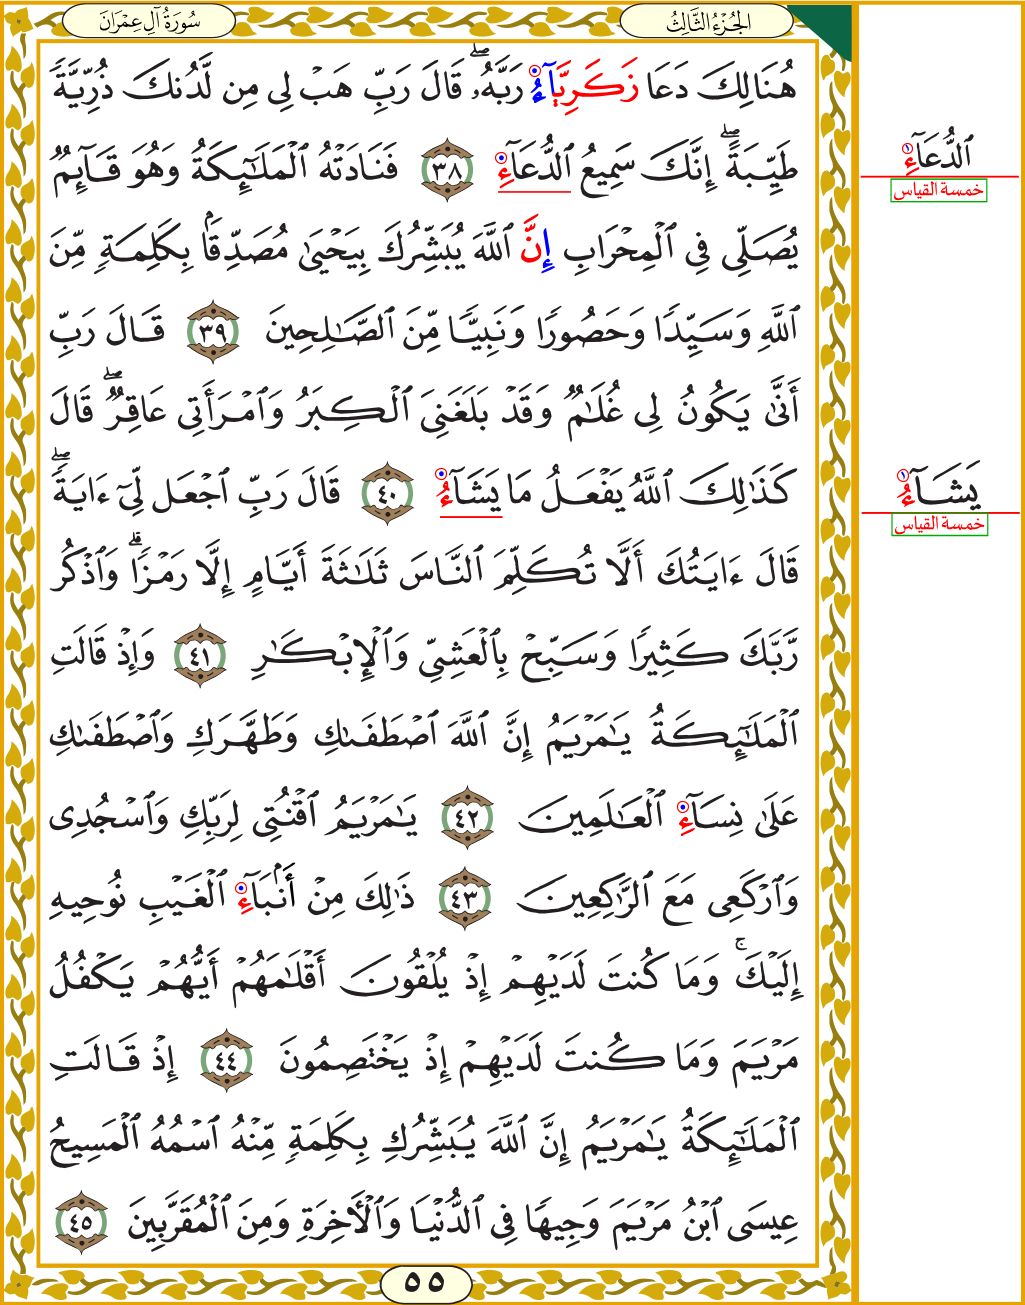 سُورَةُ آلِ عِمْرَانَ
الجُزْءُ الثَّالِثُ
هُنَالِكَ دَعَا زَكَرِيَّآءُ رَبَّهُۥۖ قَالَ رَبِّ هَبْ لِى مِن لَّدُنكَ ذُرِّيَّةٗ
طَيِّبَةًۖ إِنَّكَ سَمِيعُ ٱلدُّعَآءِ ٣٨ فَنَادَتْهُ ٱلْمَلَٰٓئِكَةُ وَهُوَ قَآئِمٞ
يُصَلِّى فِى ٱلْمِحْرَابِ إِنَّ ٱللَّهَ يُبَشِّرُكَ بِيَحْيَىٰ مُصَدِّقَۢا بِكَلِمَةٖ مِّنَ
ٱللَّهِ وَسَيِّدٗا وَحَصُورٗا وَنَبِيّٗا مِّنَ ٱلصَّٰلِحِينَ ٣٩ قَالَ رَبِّ
أَنَّىٰ يَكُونُ لِى غُلَٰمٞ وَقَدْ بَلَغَنِىَ ٱلْكِبَرُ وَٱمْرَأَتِى عَاقِرٞۖ قَالَ
كَذَٰلِكَ ٱللَّهُ يَفْعَلُ مَا يَشَآءُ ٤٠ قَالَ رَبِّ ٱجْعَل لِّىٓ ءَايَةٗۖ
قَالَ ءَايَتُكَ أَلَّا تُكَلِّمَ ٱلنَّاسَ ثَلَٰثَةَ أَيَّامٍ إِلَّا رَمْزٗاۗ وَٱذْكُر
رَّبَّكَ كَثِيرٗا وَسَبِّحْ بِٱلْعَشِىِّ وَٱلْإِبْكَٰرِ ٤١ وَإِذْ قَالَتِ
ٱلْمَلَٰٓئِكَةُ يَٰمَرْيَمُ إِنَّ ٱللَّهَ ٱصْطَفَىٰكِ وَطَهَّرَكِ وَٱصْطَفَىٰكِ
عَلَىٰ نِسَآءِ ٱلْعَٰلَمِينَ ٤٢ يَٰمَرْيَمُ ٱقْنُتِى لِرَبِّكِ وَٱسْجُدِى
وَٱرْكَعِى مَعَ ٱلرَّٰكِعِينَ ٤٣ ذَٰلِكَ مِنْ أَنۢبَآءِ ٱلْغَيْبِ نُوحِيهِ
إِلَيْكَۚ وَمَا كُنتَ لَدَيْهِمْ إِذْ يُلْقُونَ أَقْلَٰمَهُمْ أَيُّهُمْ يَكْفُلُ
مَرْيَمَ وَمَا كُنتَ لَدَيْهِمْ إِذْ يَخْتَصِمُونَ ٤٤ إِذْ قَالَتِ
ٱلْمَلَٰٓئِكَةُ يَٰمَرْيَمُ إِنَّ ٱللَّهَ يُبَشِّرُكِ بِكَلِمَةٖ مِّنْهُ ٱسْمُهُ ٱلْمَسِيحُ
عِيسَى ٱبْنُ مَرْيَمَ وَجِيهٗا فِى ٱلدُّنْيَا وَٱلْأَخِرَةِ وَمِنَ ٱلْمُقَرَّبِينَ ٤٥
٥٥
ٱلدُّعَآءِ
خمسة القياس
يَشَآءُ
خمسة القياس